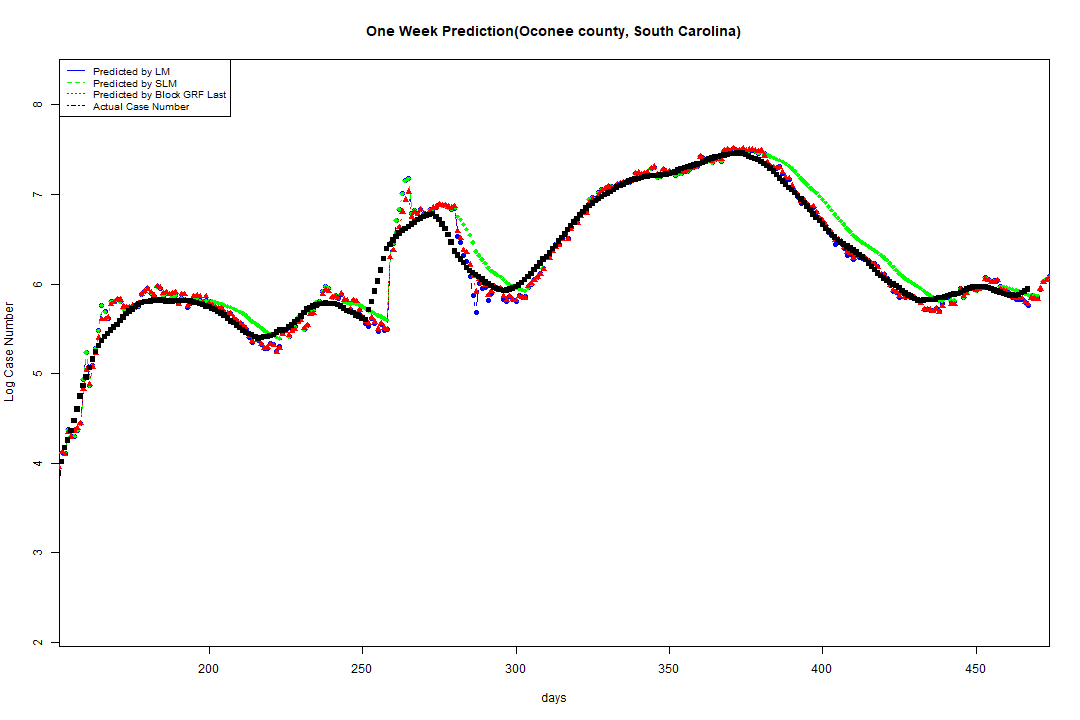 One Week Prediction(Oconee county, South Carolina)
Predicted by LM
Predicted by SLM
Predicted by Block GRF Last
Actual Case Number
8
7
6
5
4
3
2
Log Case Number
200 250 300 350 400 450
days